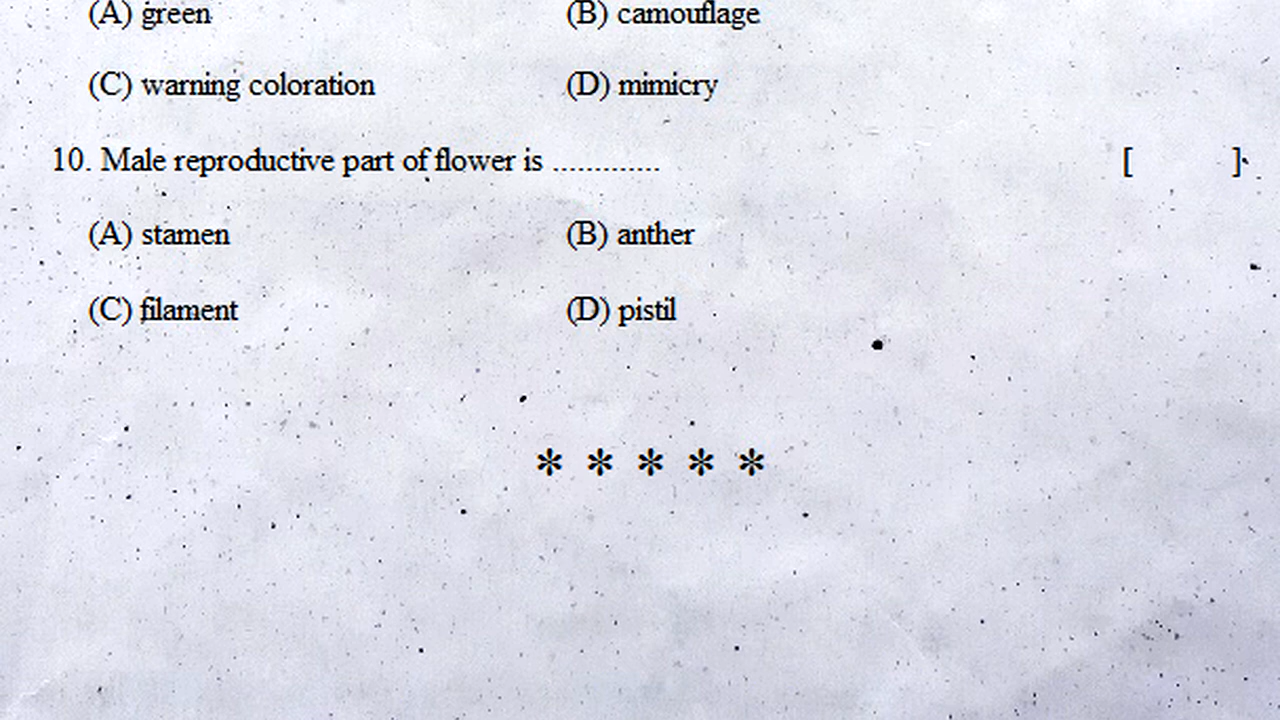 (A) green (B) camouflage
(C) warning coloration (D) mimicry
10. Male reproductive part of flower is ............. [ ]
(A) stamen (B) anther
(C) filament (D) pistil
* * * * *